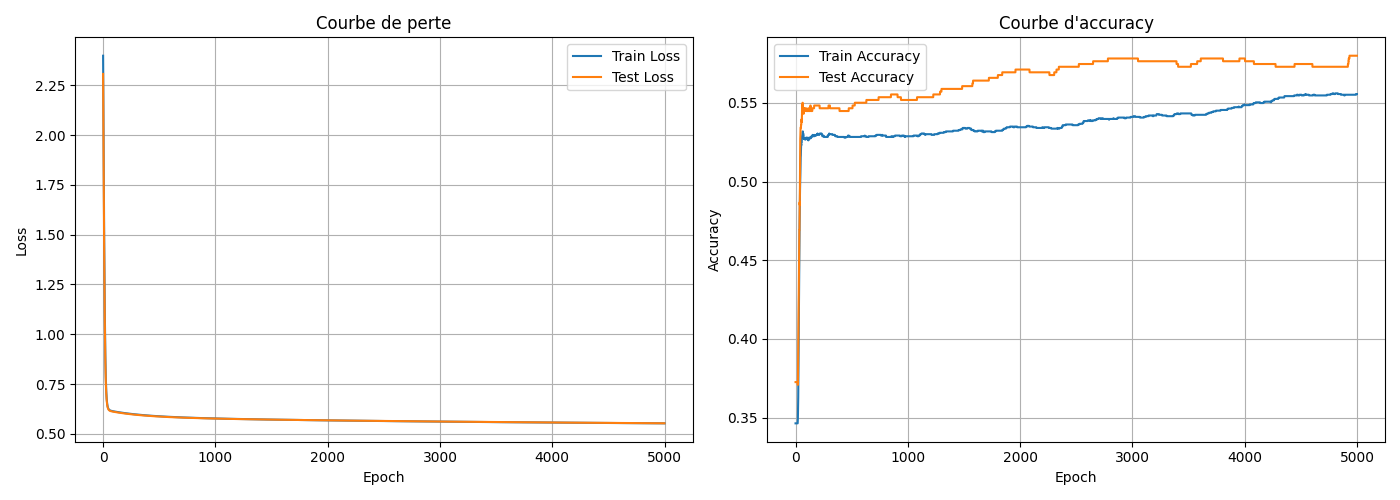 Courbe de perte
Train Loss
Test Loss
2.25
2.00
1.75
1.50
1.25
1.00
0.75
0.50
Loss
0 1000 2000 3000 4000 5000
Epoch
Courbe d'accuracy
Train Accuracy
Test Accuracy
0.55
0.50
0.45
0.40
0.35
Accuracy
0 1000 2000 3000 4000 5000
Epoch